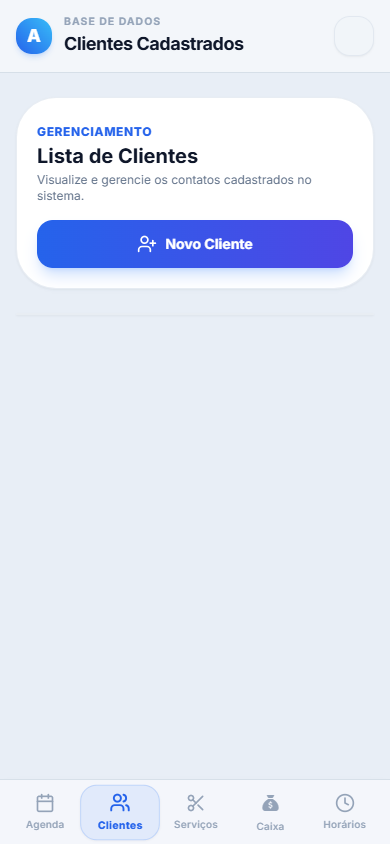 A
BASE DE DADOS
Clientes Cadastrados
GERENCIAMENTO
Lista de Clientes
Visualize e gerencie os contatos cadastrados no
sistema.
Novo Cliente
Agenda
Clientes
Serviços
Caixa
Horários